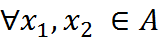 ∀x₁, x₂ ∈ A